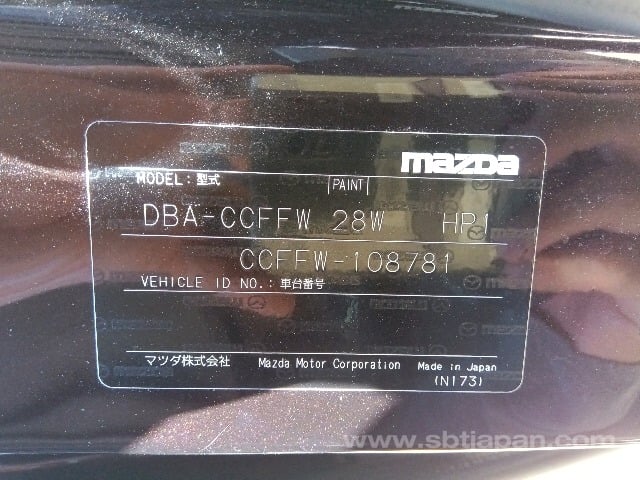 mazda
MODEL:型式 PAINT
DBA-CCFFW 28W HP1
CCFFW-108781
VEHICLE ID NO.:車台番号
マツダ株式会社 Mazda Motor Corporation Made in Japan
(N173)
www.sbtjapan.com